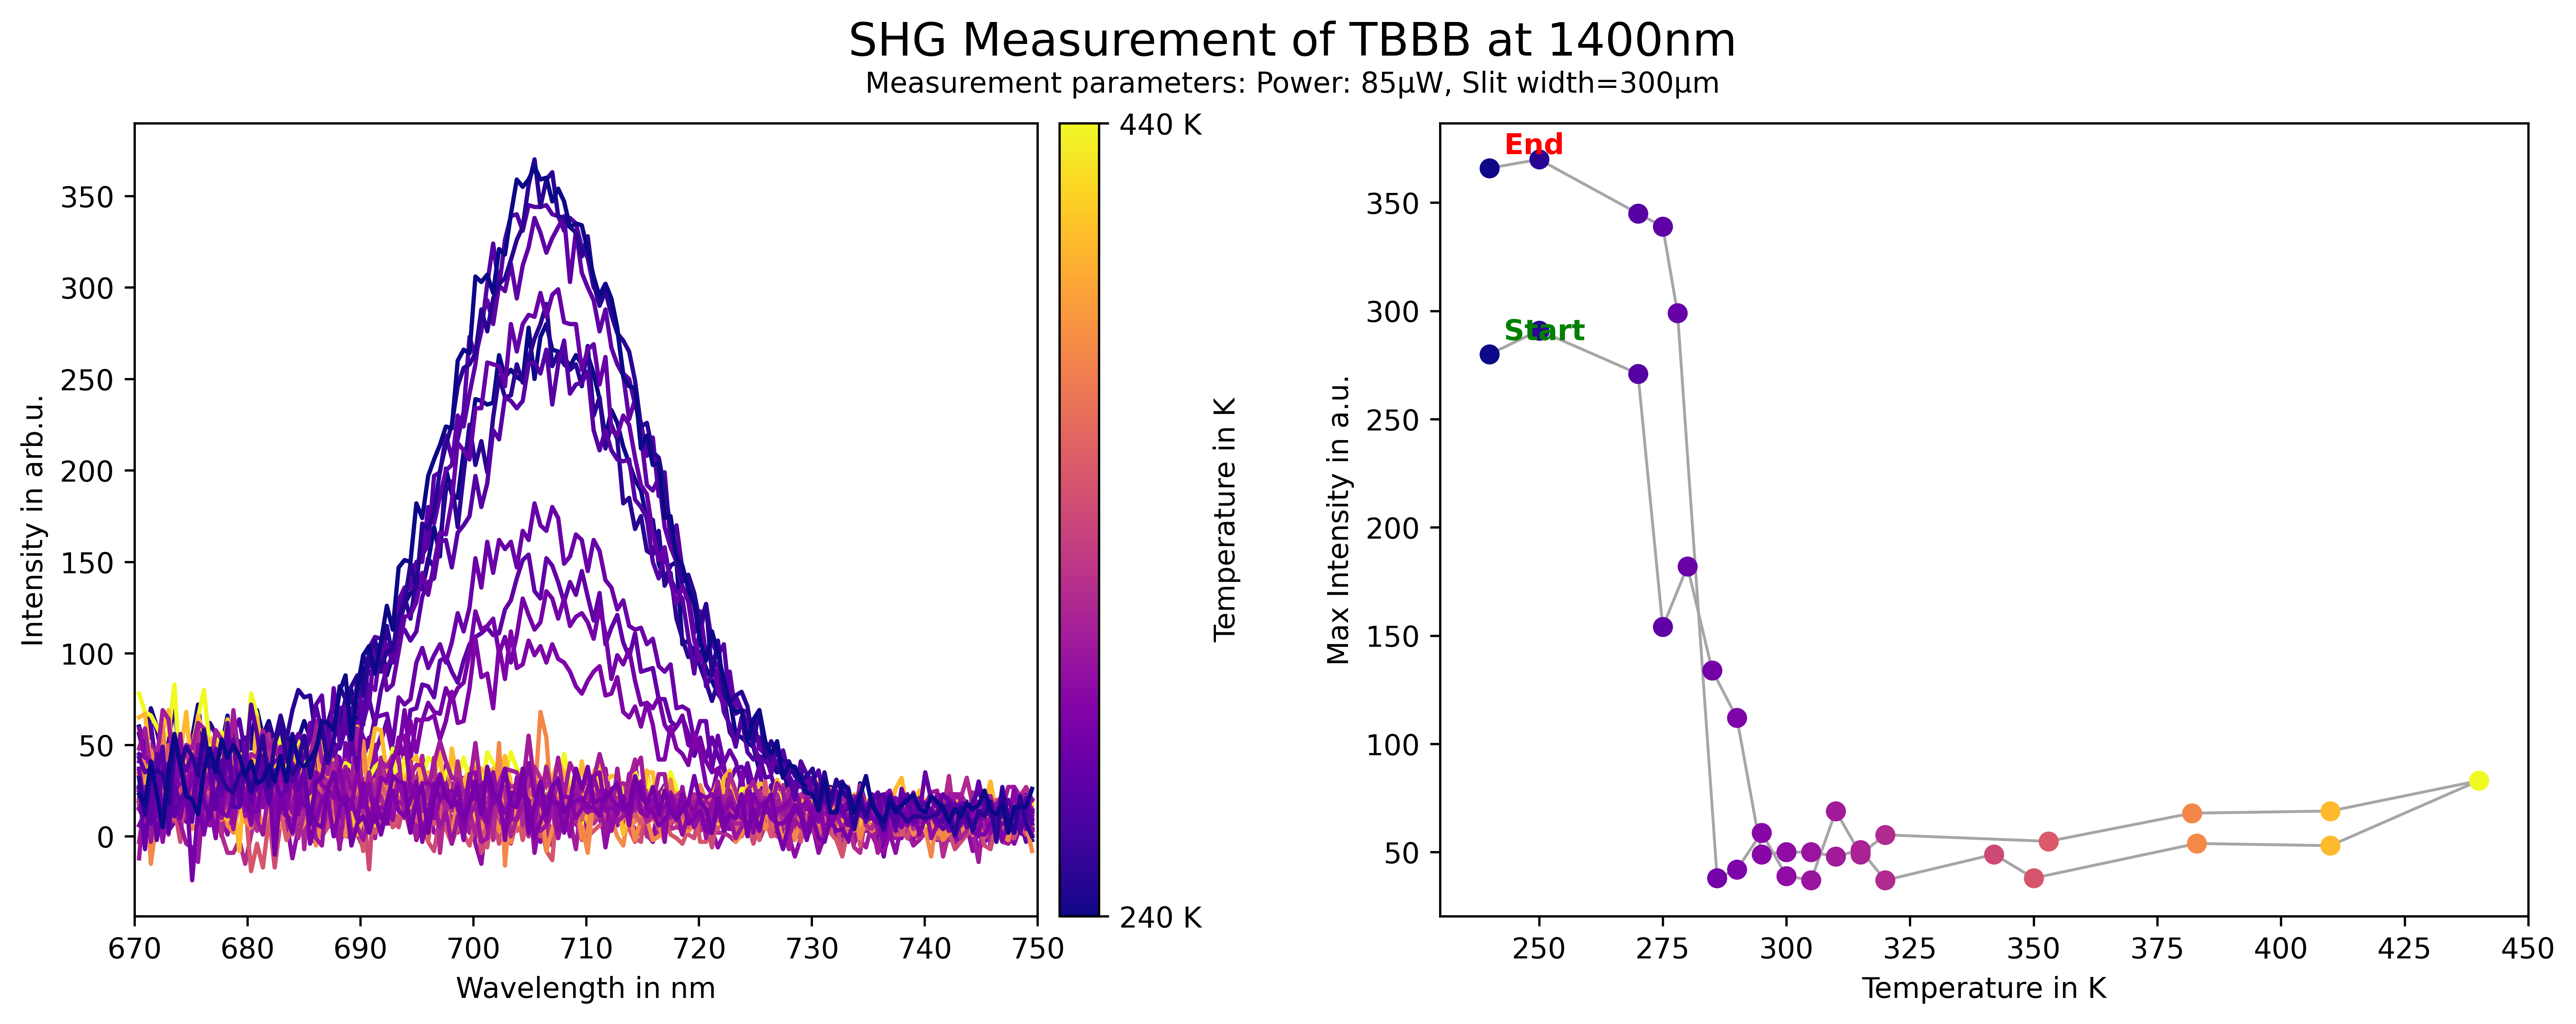 SHG Measurement of TBBB at 1400nm
Measurement parameters: Power: 85μW, Slit width=300μm
Intensity in arb.u.
350
300
250
200
150
100
50
0
670 680 690 700 710 720 730 740 750
Wavelength in nm
440 K
240 K
Temperature in K
Max Intensity in a.u.
350
300
250
200
150
100
50
End
Start
250 275 300 325 350 375 400 425 450
Temperature in K